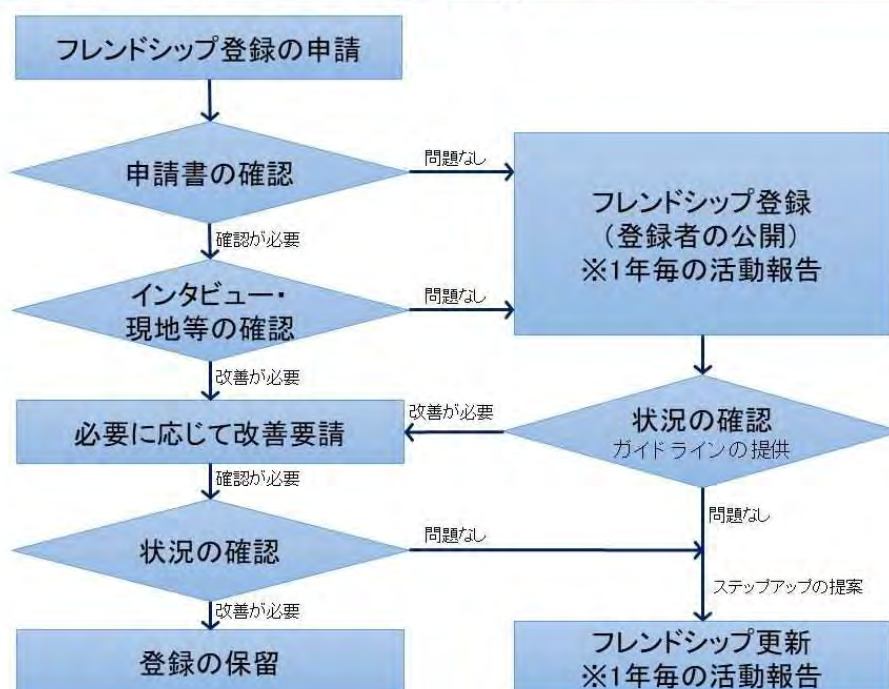 フレンドシップ登録の申請
申請書の確認
問題なし
フレンドシップ登録
(登録者の公開)
※1年毎の活動報告
確認が必要
インタビュー・
現地等の確認
問題なし
改善が必要
必要に応じて改善要請
改善が必要
状況の確認
ガイドラインの提供
確認が必要
問題なし
状況の確認
問題なし
ステップアップの提案
改善が必要
登録の保留
フレンドシップ更新
※1年毎の活動報告